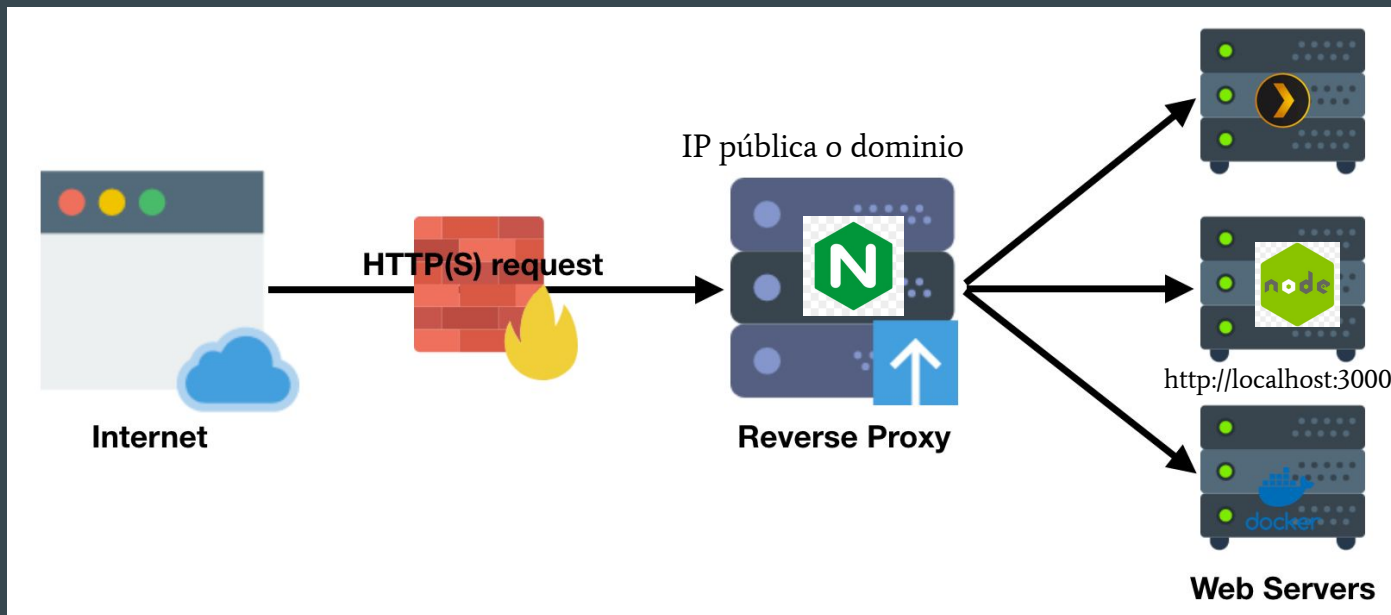 IP pública o dominio
HTTP(S) request
N
node
http://localhost:3000
docker
Internet
Reverse Proxy
Web Servers